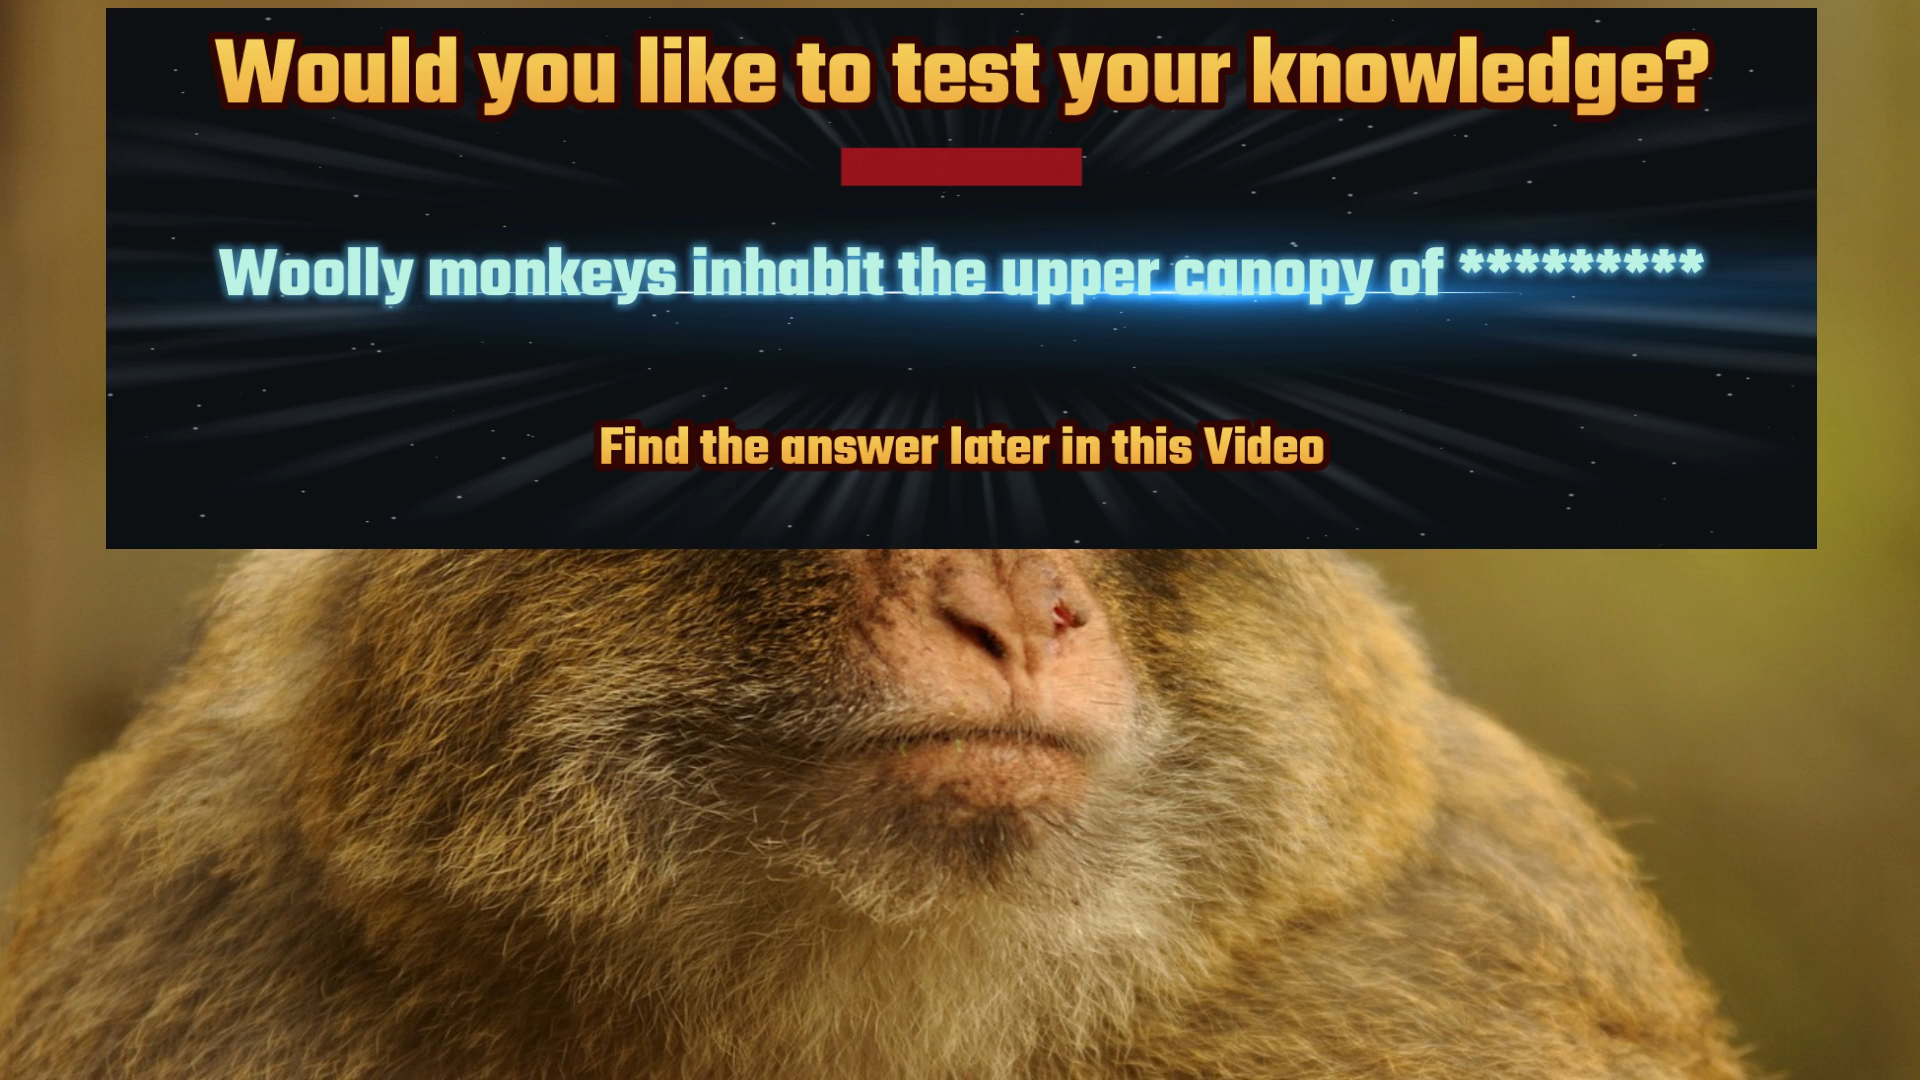 Would you like to test your knowledge?
Woolly monkeys inhabit the upper canopy of *********
Find the answer later in this Video